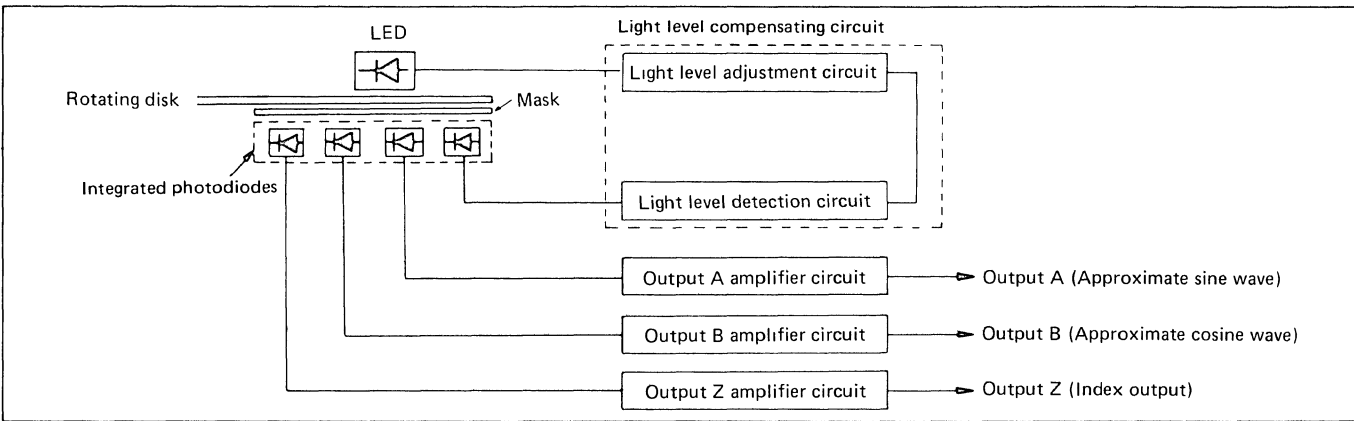 Light level compensating circuit
LED
Light level adjustment circuit
Rotating disk
Mask
Integrated photodiodes
Light level detection circuit
Output A amplifier circuit
Output A (Approximate sine wave)
Output B amplifier circuit
Output B (Approximate cosine wave)
Output Z amplifier circuit
Output Z (Index output)